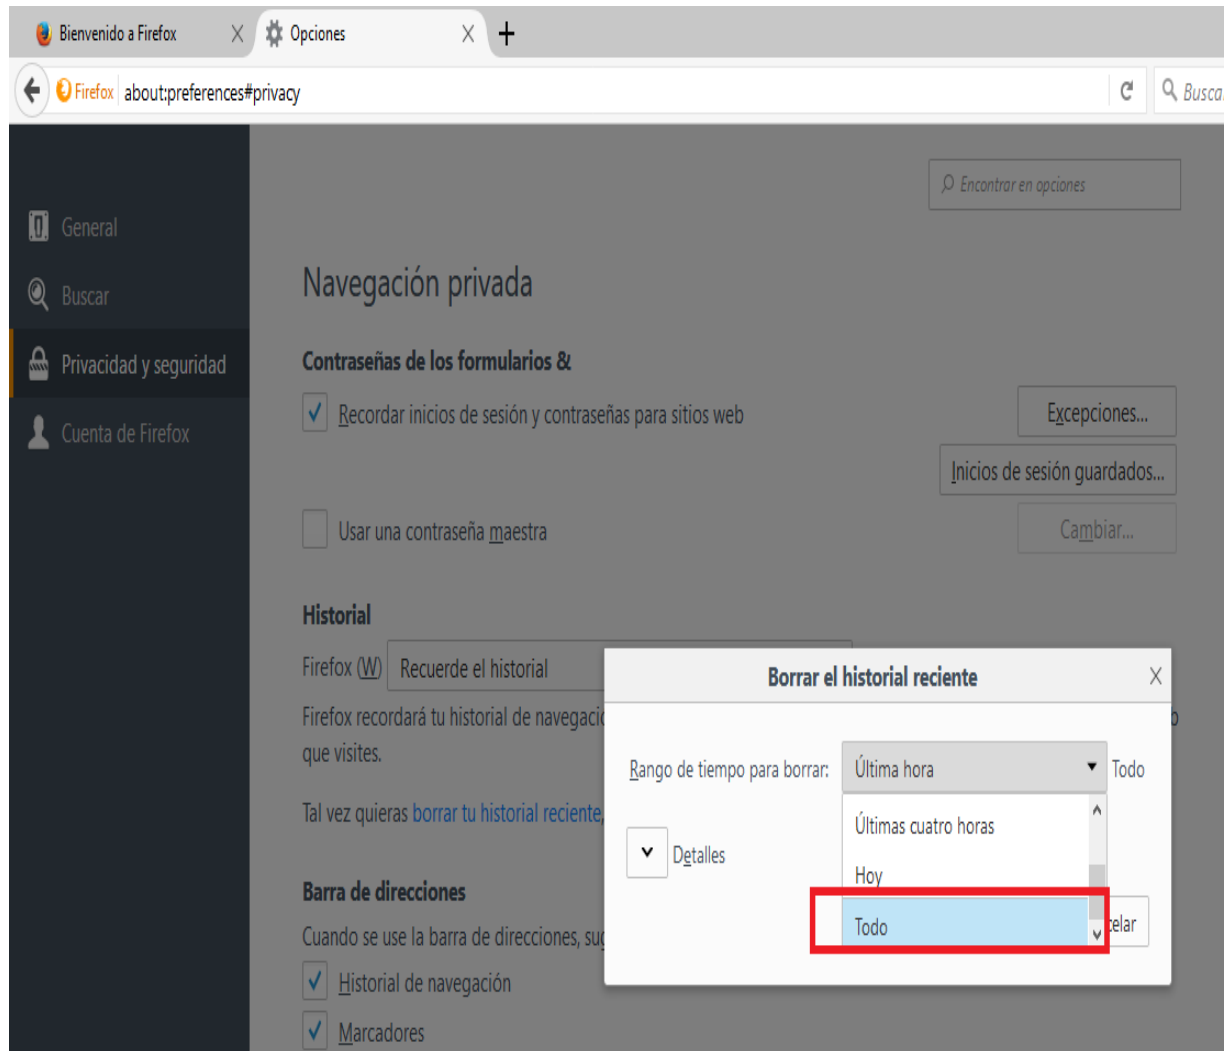 Bienvenido a Firefox
Opciones
Firefox about:preferences#privacy
Encontrar en opciones
General
Buscar
Privacidad y seguridad
Cuenta de Firefox
Navegación privada
Contraseñas de los formularios &
Recordar inicios de sesión y contraseñas para sitios web
Excepciones...
Inicios de sesión guardados...
Usar una contraseña maestra
Cambiar...
Historial
Firefox (W) Recuerde el historial
Firefox recordará tu historial de
que visites.
Tal vez quieras borrar tu historial reciente,
Barra de direcciones
Cuando se use la barra de direcciones,
Historial de navegación
Marcadores
Borrar el historial reciente
Rango de tiempo para borrar: Última hora Todo
Últimas cuatro horas
Detalles
Hoy
Todo